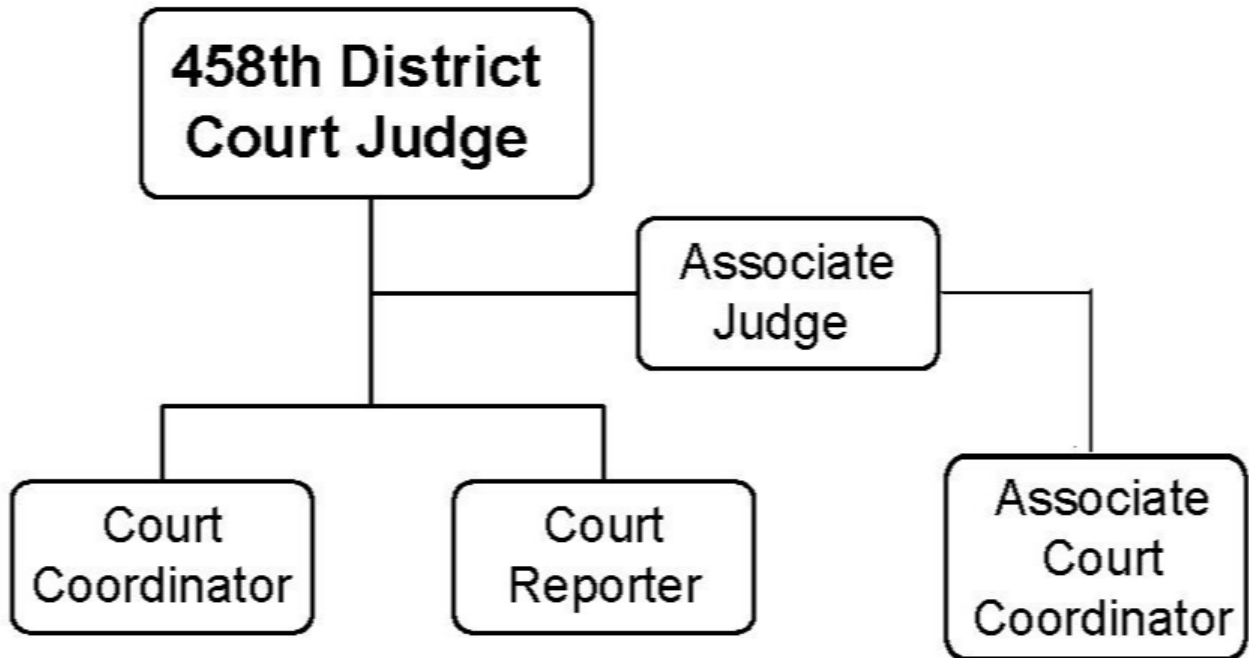 458th District
Court Judge
Associate
Judge
Court
Coordinator
Court
Reporter
Associate
Court
Coordinator